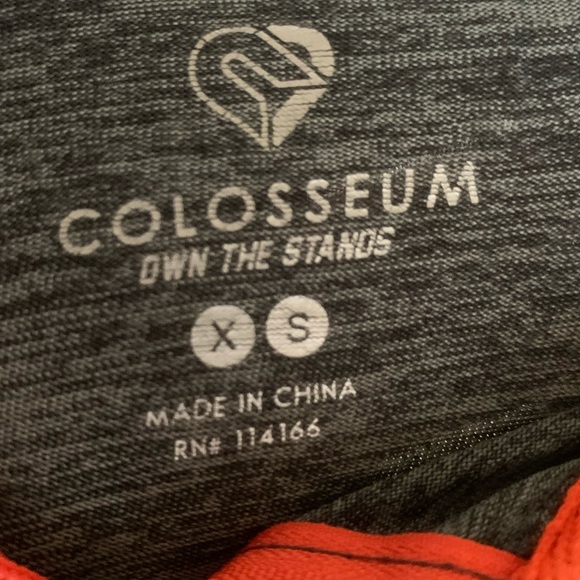 COLOSSEUM
OWN THE STANDS
X S
MADE IN CHINA
RN# 114166